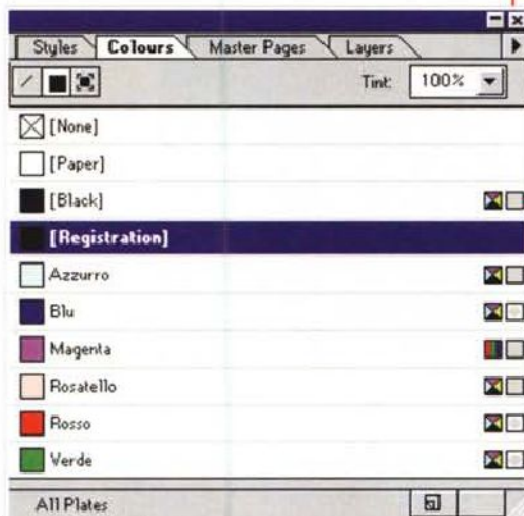 Styles Colours Master Pages Layers
Tint: 100%
[None]
[Paper]
[Black]
[Registration]
Azzurro
Blu
Magenta
Rosatello
Rosso
Verde
All Plates